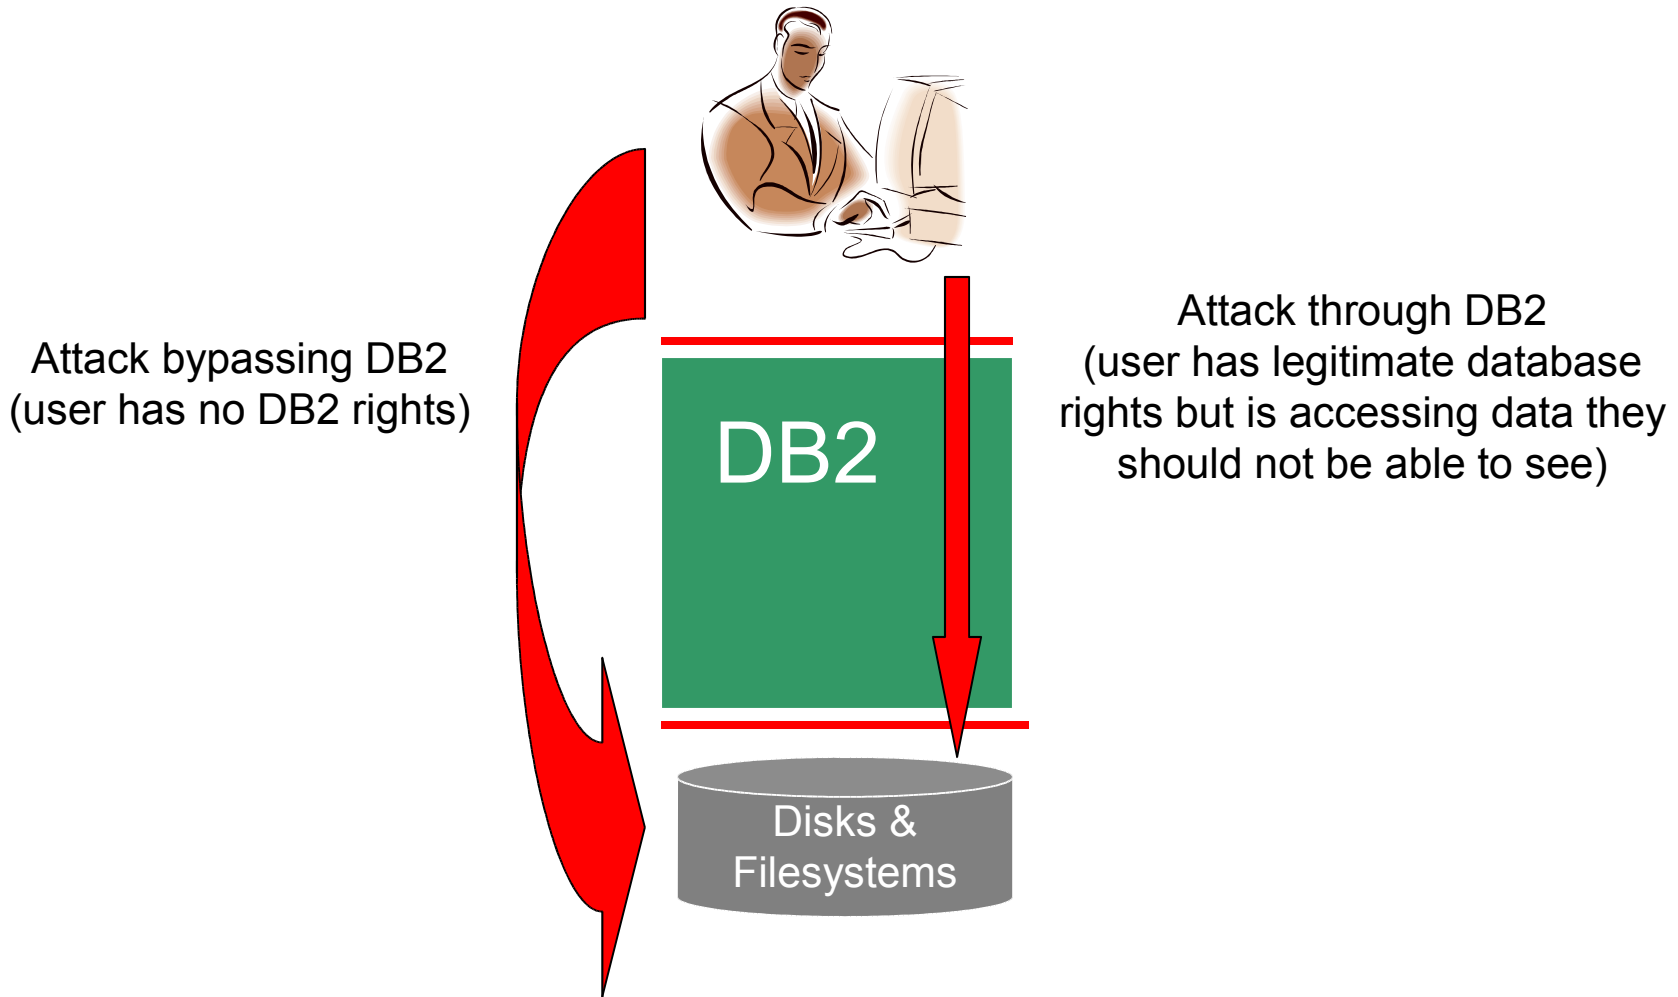 Attack bypassing DB2
(user has no DB2 rights)
DB2
Attack through DB2
(user has legitimate database
rights but is accessing data they
should not be able to see)
Disks &
Filesystems